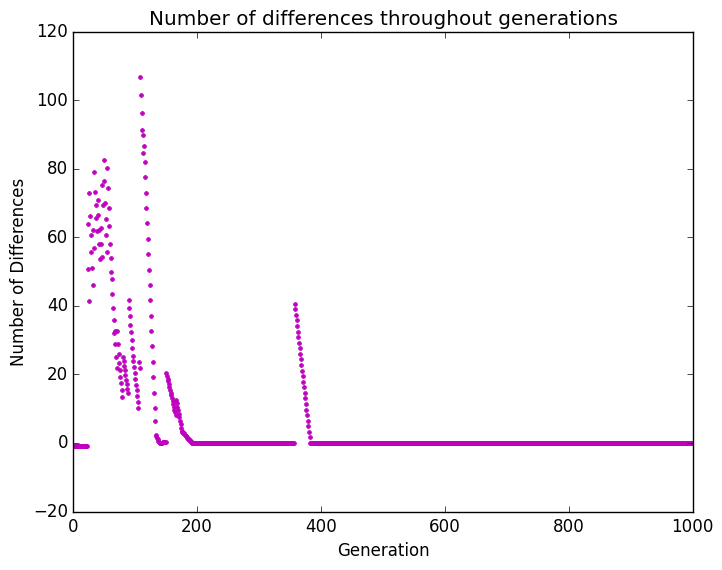 Number of differences throughout generations
120
100
80
60
40
20
0
−20
Number of Differences
0 200 400 600 800 1000
Generation